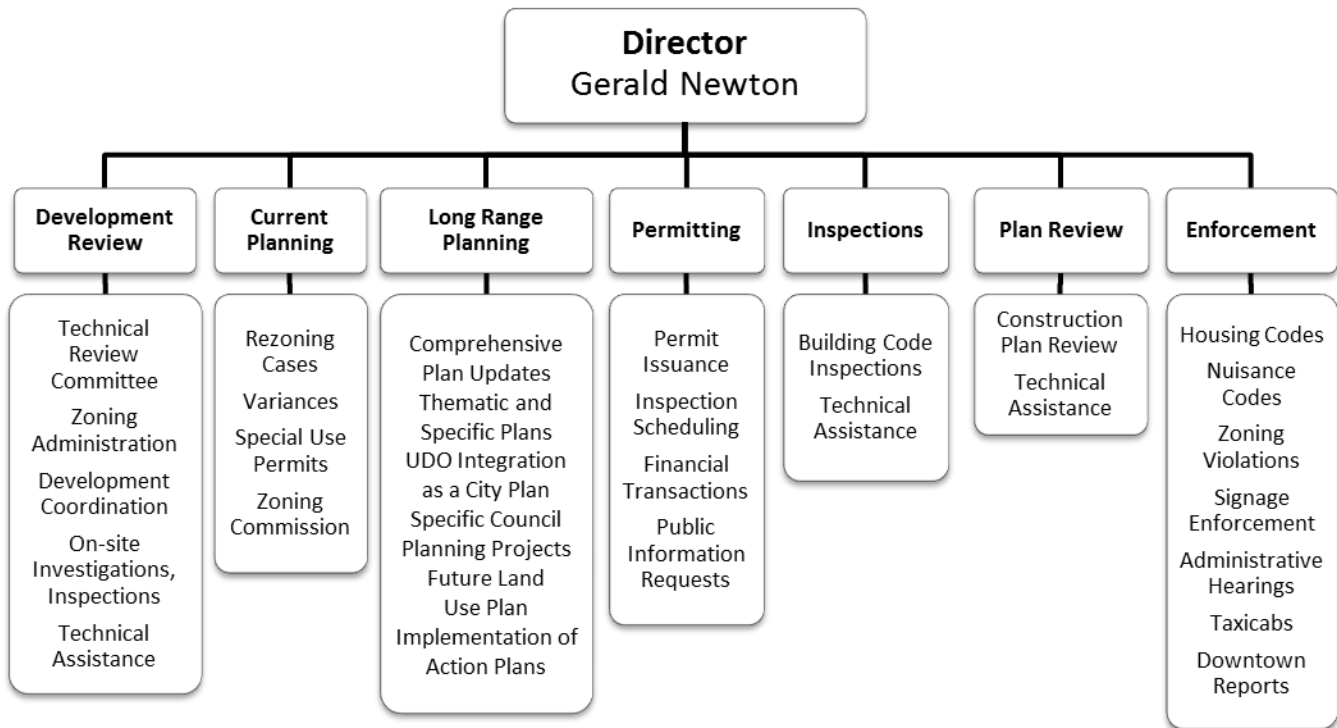 Director
Gerald Newton
Development
Review
Current
Planning
Long Range
Planning
Permitting
Inspections
Plan Review
Enforcement
Technical
Review
Committee
Zoning
Administration
Development
Coordination
On-site
Investigations,
Inspections
Technical
Assistance
Rezoning
Cases
Variances
Special Use
Permits
Zoning
Commission
Comprehensive
Plan Updates
Thematic and
Specific Plans
UDO Integration
as a City Plan
Specific Council
Planning Projects
Future Land
Use Plan
Implementation of
Action Plans
Permit
Issuance
Inspection
Scheduling
Financial
Transactions
Public
Information
Requests
Building Code
Inspections
Technical
Assistance
Construction
Plan Review
Technical
Assistance
Housing Codes
Nuisance
Codes
Zoning
Violations
Signage
Enforcement
Administrative
Hearings
Taxicabs
Downtown
Reports